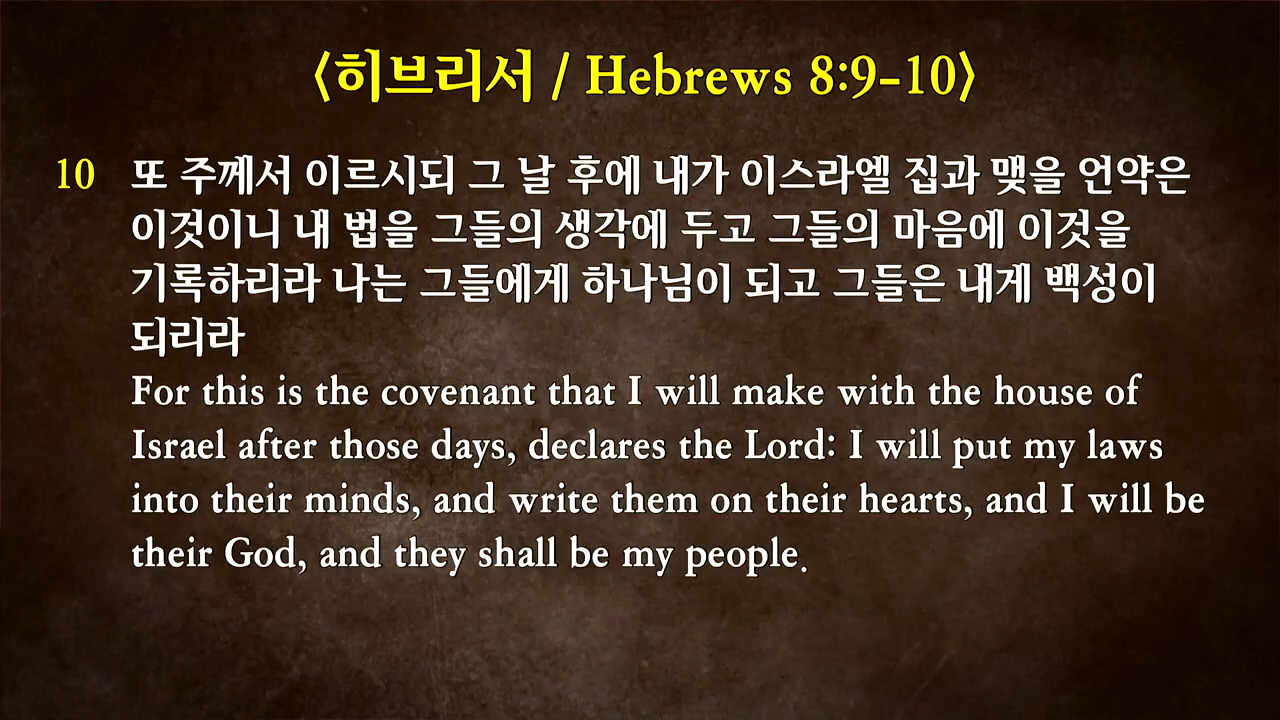 〈히브리서 / Hebrews 8:9-10〉
10 또 주께서 이르시되 그 날 후에 내가 이스라엘 집과 맺을 언약은
이것이니 내 법을 그들의 생각에 두고 그들의 마음에 이것을
기록하리라 나는 그들에게 하나님이 되고 그들은 내게 백성이
되리라
For this is the covenant that I will make with the house of
Israel after those days, declares the Lord: I will put my laws
into their minds, and write them on their hearts, and I will be
their God, and they shall be my people.